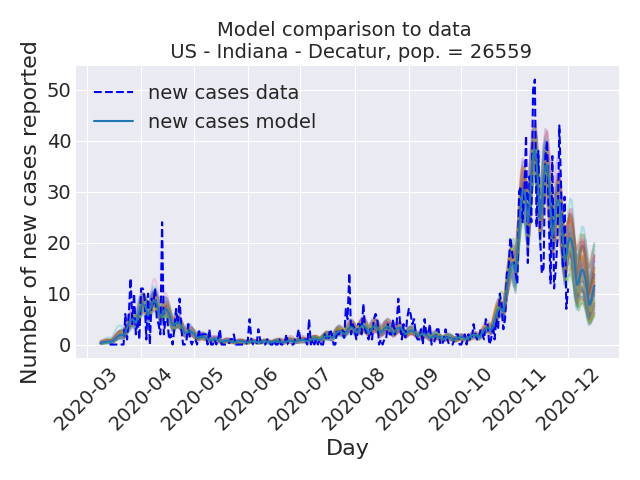 Model comparison to data
US - Indiana - Decatur, pop. = 26559
Number of new cases reported
50
40
30
20
10
0
new cases data
new cases model
2020-03
2020-04
2020-05
2020-06
2020-07
2020-08
2020-09
2020-10
2020-11
2020-12
Day